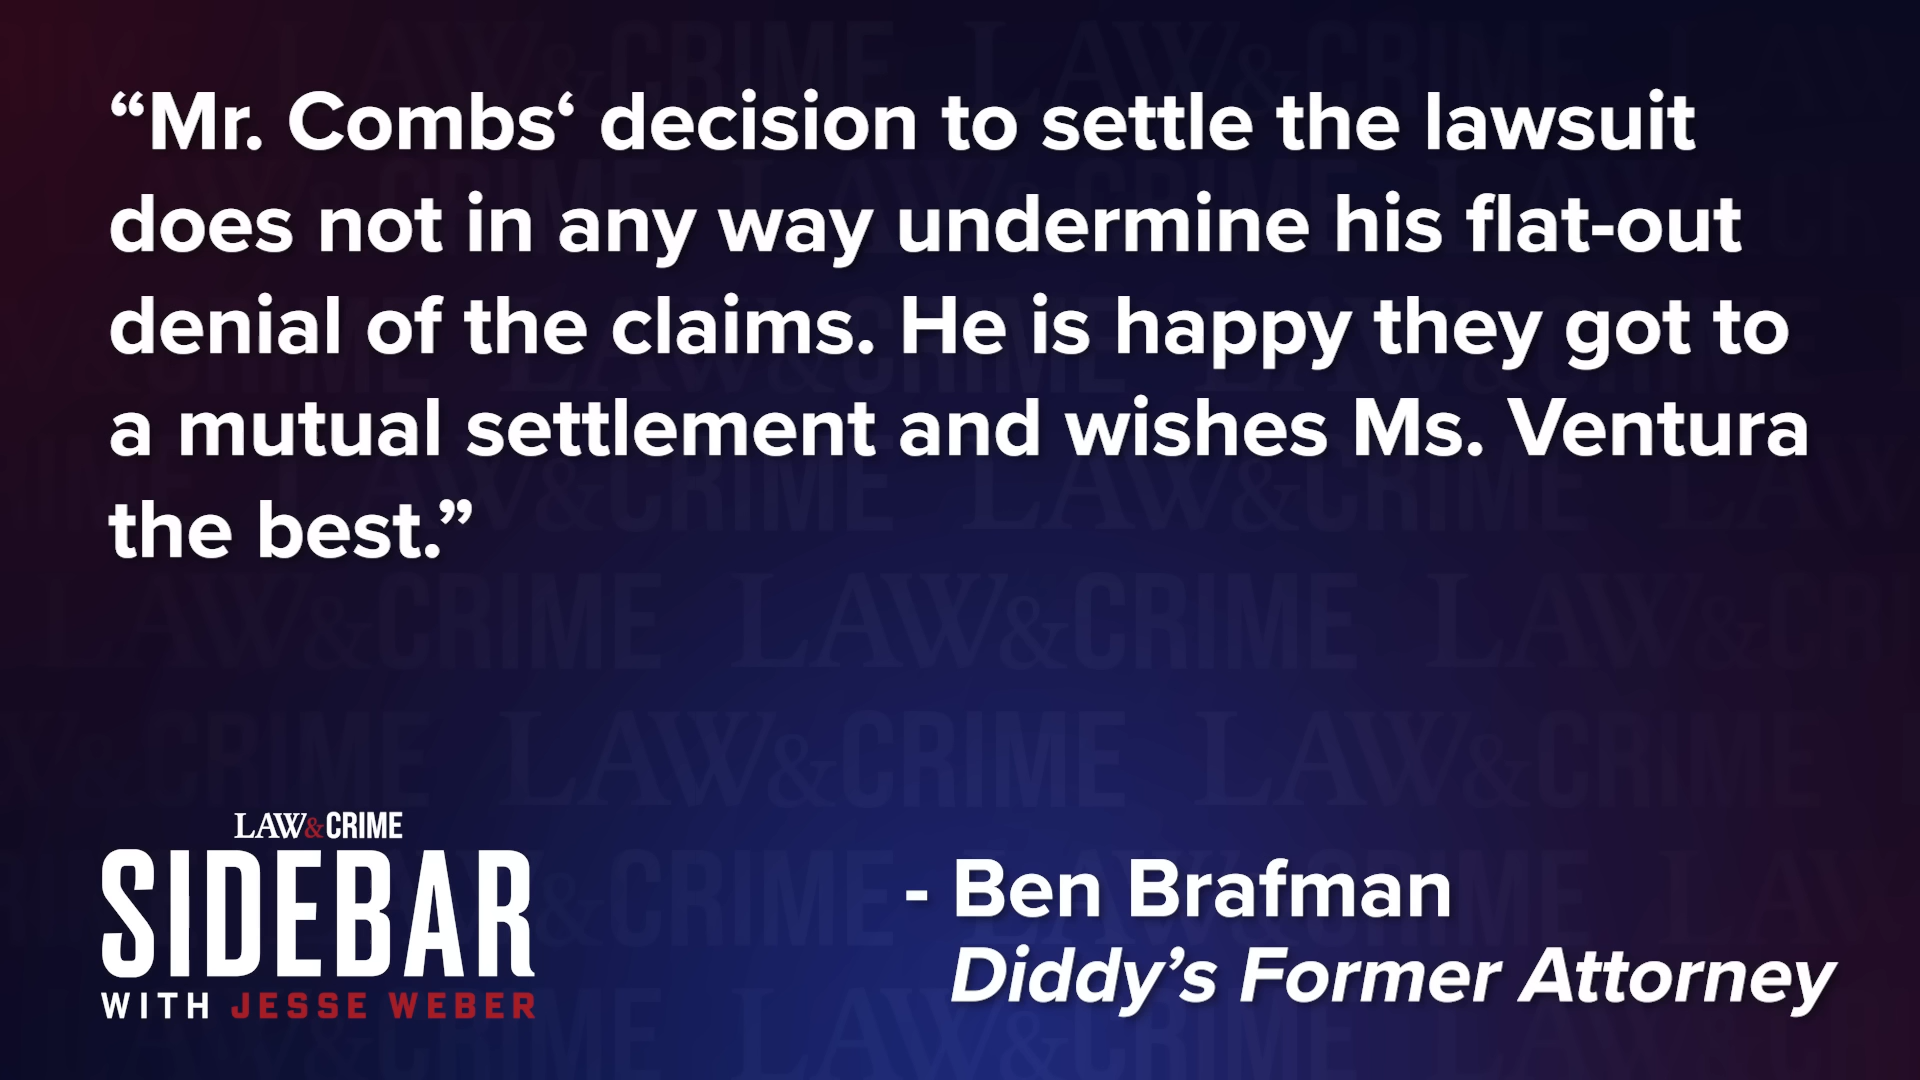 “Mr. Combs‘ decision to settle the lawsuit
does not in any way undermine his flat-out
denial of the claims. He is happy they got to
a mutual settlement and wishes Ms. Ventura
the best.”
LAW&CRIME
SIDEBAR
WITH JESSE WEBER
- Ben Brafman
Diddy’s Former Attorney